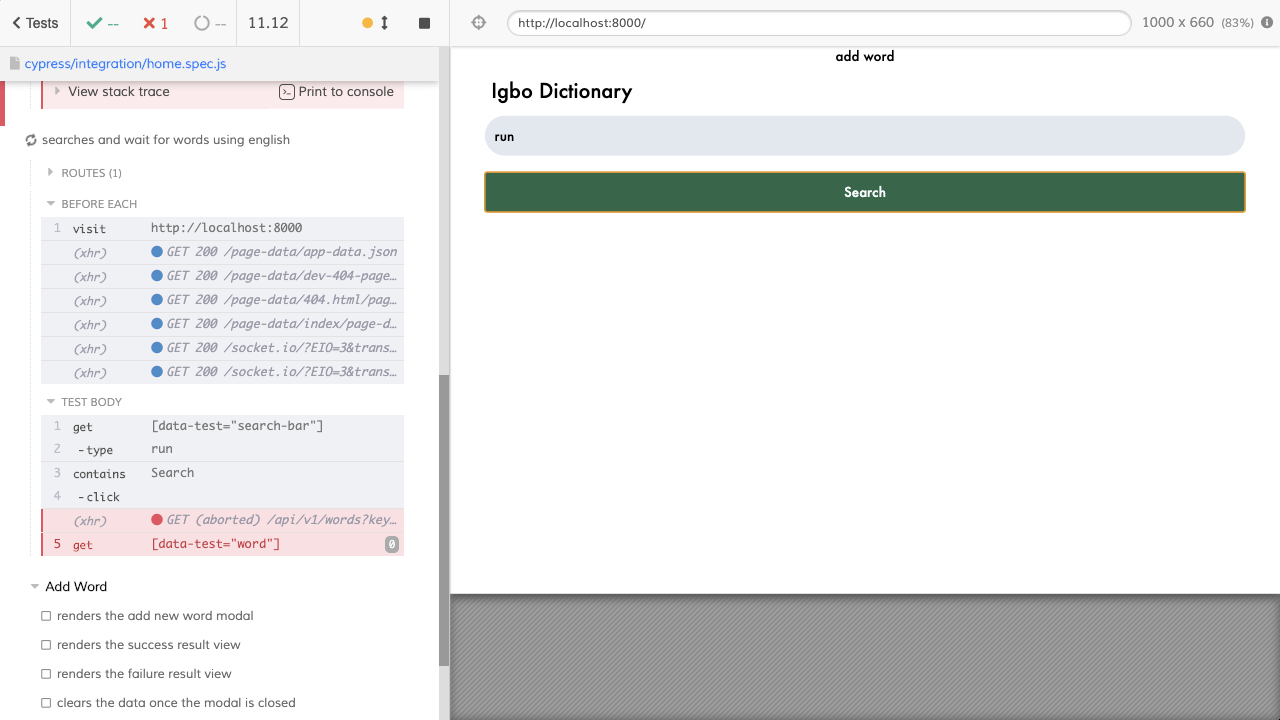 Tests -- 1 -- 11.12
http://localhost:8000/ 1000 x 660 (83%)
cypress/integration/home.spec.js
View stack trace Print to console
searches and wait for words using english
ROUTES (1)
BEFORE EACH
1 visit http://localhost:8000
(xhr) GET 200 /page-data/app-data.json
(xhr) GET 200 /page-data/dev-404-page…
(xhr) GET 200 /page-data/404.html/pag…
(xhr) GET 200 /page-data/index/page-d…
(xhr) GET 200 /socket.io/?EIO=3&trans…
(xhr) GET 200 /socket.io/?EIO=3&trans…
TEST BODY
1 get [data-test="search-bar"]
2 -type run
3 contains Search
4 -click
(xhr) GET (aborted) /api/v1/words?key…
5 get [data-test="word"] 0
Add Word
renders the add new word modal
renders the success result view
renders the failure result view
clears the data once the modal is closed
add word
Igbo Dictionary
run
Search